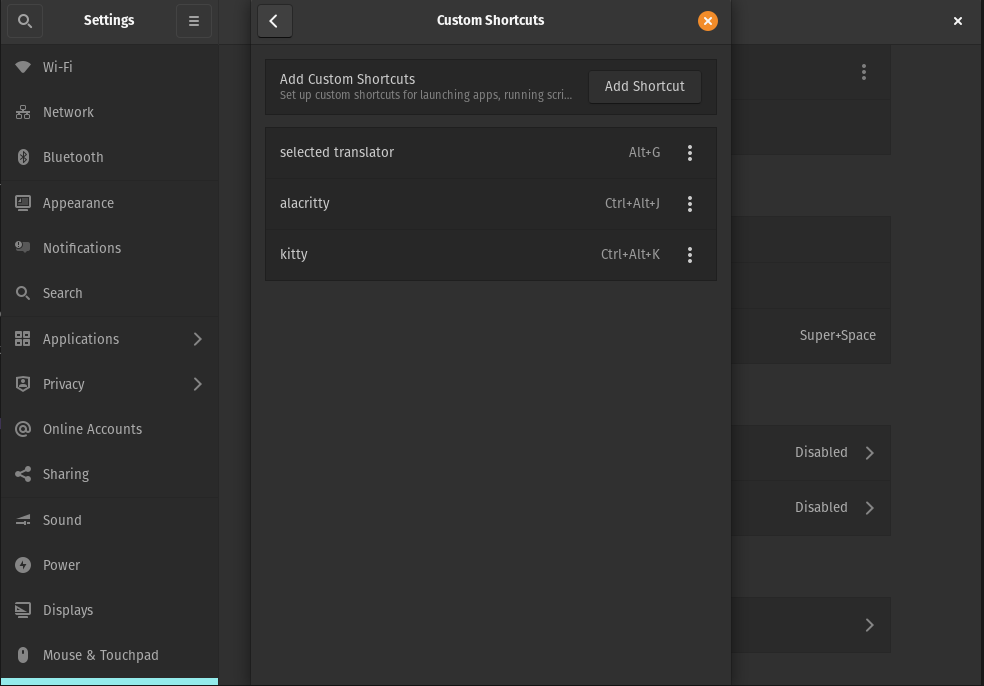 Settings
Custom Shortcuts
Wi-Fi
Network
Bluetooth
Appearance
Notifications
Search
Applications
Privacy
Online Accounts
Sharing
Sound
Power
Displays
Mouse & Touchpad
Add Custom Shortcuts
Set up custom shortcuts for launching apps, running scri...
Add Shortcut
selected translator Alt+G
alacritty Ctrl+Alt+J
kitty Ctrl+Alt+K
Super+Space
Disabled
Disabled